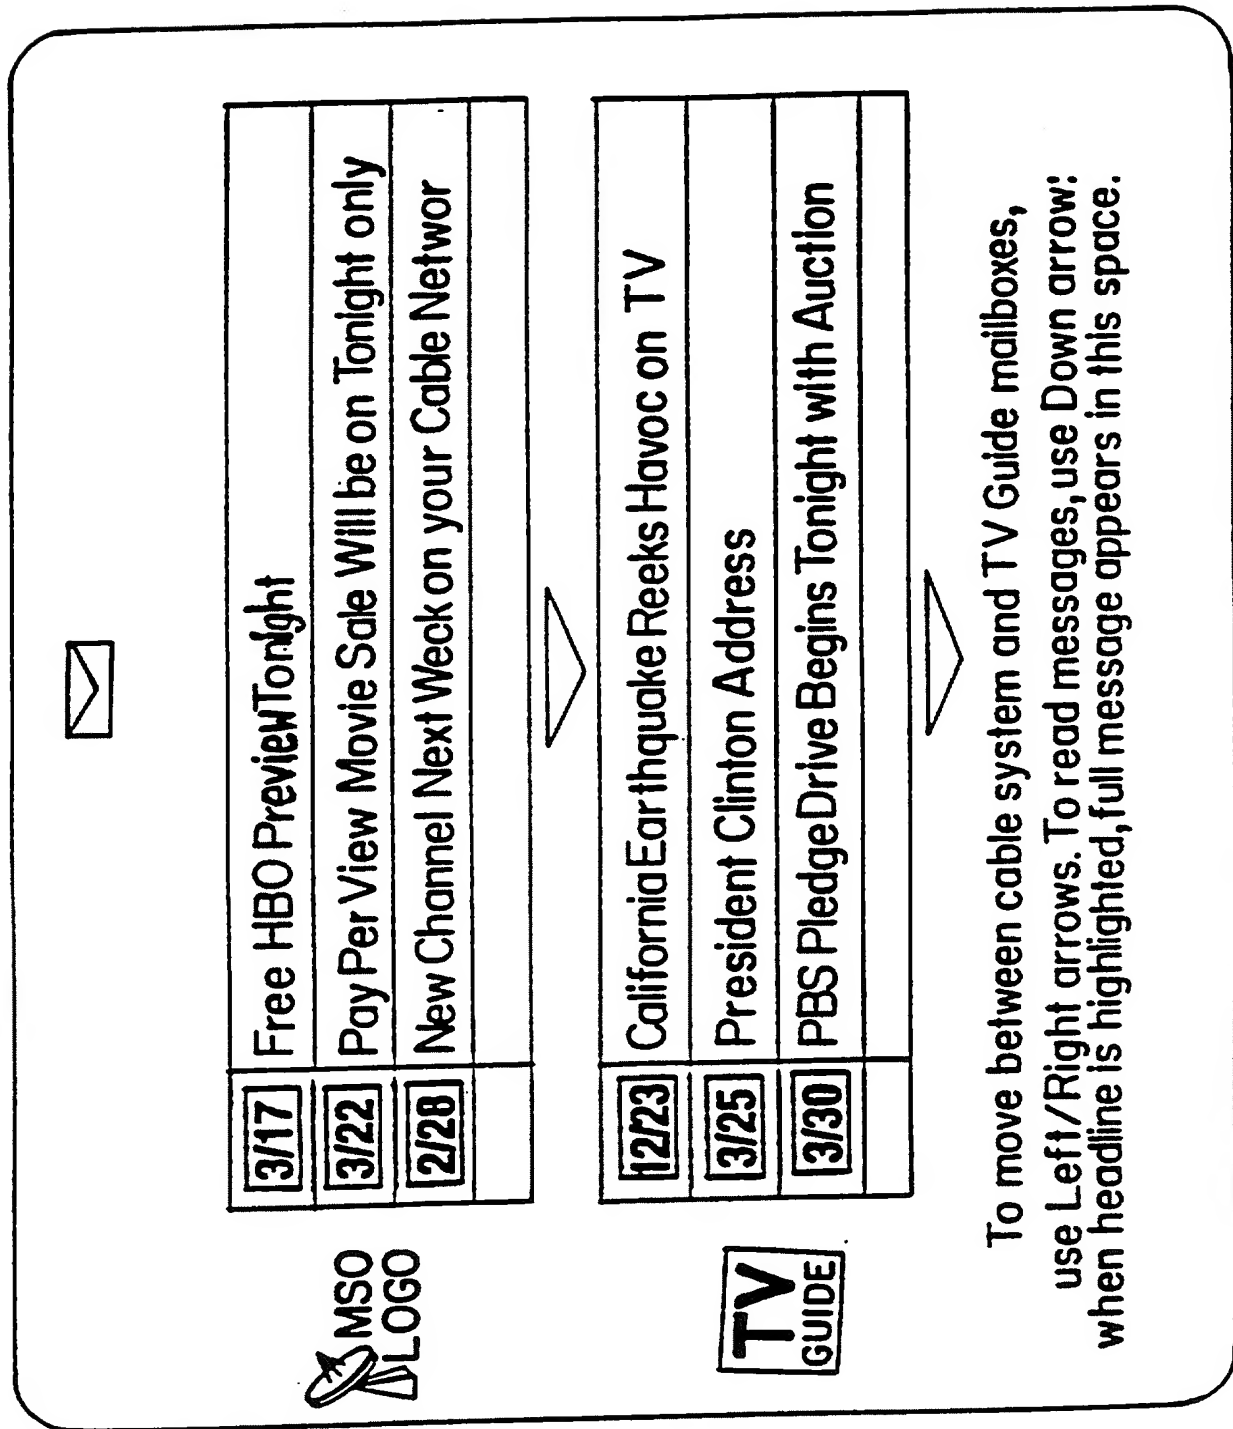 MSO
LOGO
3/17 Free HBO Preview Tonight
3/22 Pay Per View Movie Sale Will be on Tonight only
2/28 New Channel Next Weck on your Cable Networ
TV
GUIDE
12/23 California Earthquake Reeks Havoc on TV
3/25 President Clinton Address
3/30 PBS Pledge Drive Begins Tonight with Auction
To move between cable system and TV Guide mailboxes,
use Left/Right arrows. To read messages, use Down arrow:
when headline is highlighted, full message appears in this space.